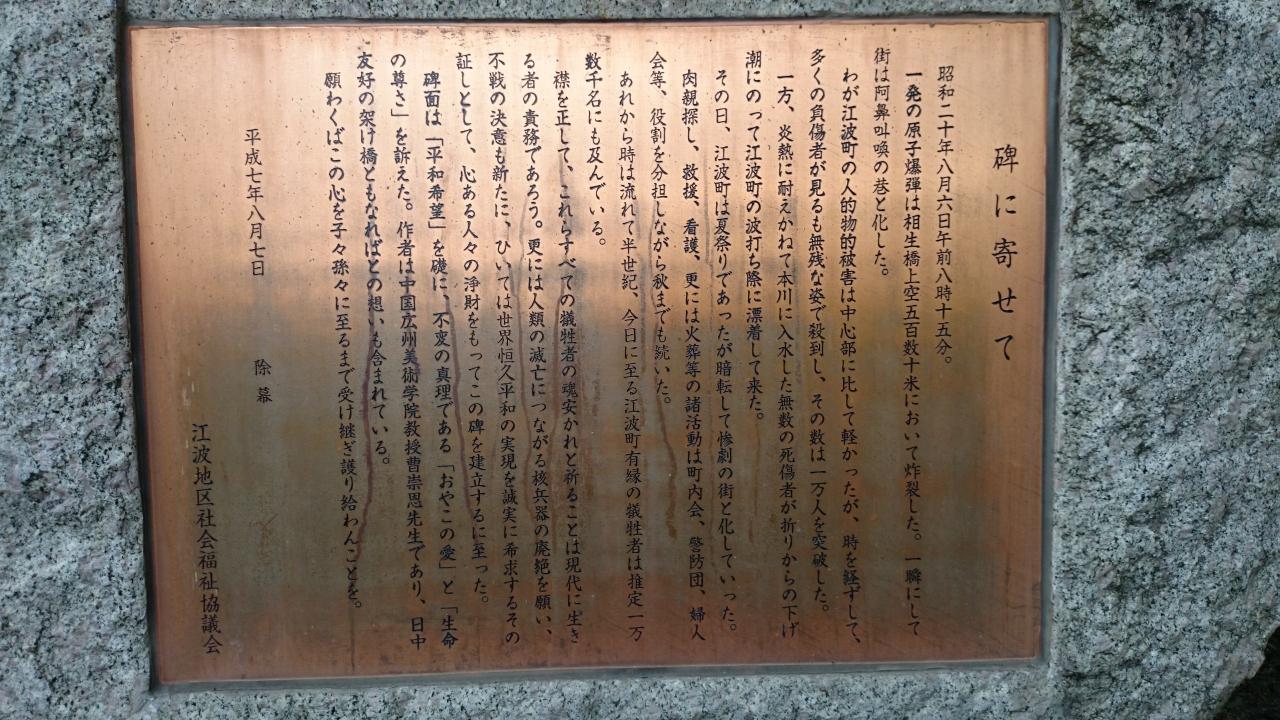 碑に寄せて
昭和二十年八月六日午前八時十五分。
一発の原子爆弾は相生橋上空五百数十米において炸裂した。一瞬にして
街は阿鼻叫喚の巷と化した。
わが江波町の人的物的被害は中心部に比して軽かったが、時を経ずして、
多くの負傷者が見るも無残な姿で殺到し、その数は一万人を突破した。
一方、炎熱に耐えかねて本川に入水した無数の死傷者が折りからの下げ
潮にのって江波町の波打ち際に漂着して来た。
その日、江波町は夏祭りであったが暗転して惨劇の街と化していった。
肉親探し、救援、看護、更には火葬等の諸活動は町内会、警防団、婦人
会等、役割を分担しながら秋までも続いた。
あれから時は流れて半世紀、今日に至る江波町有縁の犠牲者は推定一万
数千名にも及んでいる。
襟を正して、これらすべての犠牲者の魂安かれと祈ることは現代に生き
る者の責務であろう。更には人類の滅亡につながる核兵器の廃絶を願い、
不戦の決意も新たに、ひいては世界恒久平和の実現を誠実に希求するその
証しとして、心ある人々の浄財をもってこの碑を建立するに至った。
碑面は「平和希望」を礎に、不変の真理である「おやこの愛」と「生命
の尊さ」を訴えた。作者は中国広州美術学院教授曹崇恩先生であり、日中
友好の架け橋ともなればとの想いも含まれている。
願わくばこの心を子々孫々に至るまで受け継ぎ護り給わんことを。
平成七年八月七日　除幕
江波地区社会福祉協議会